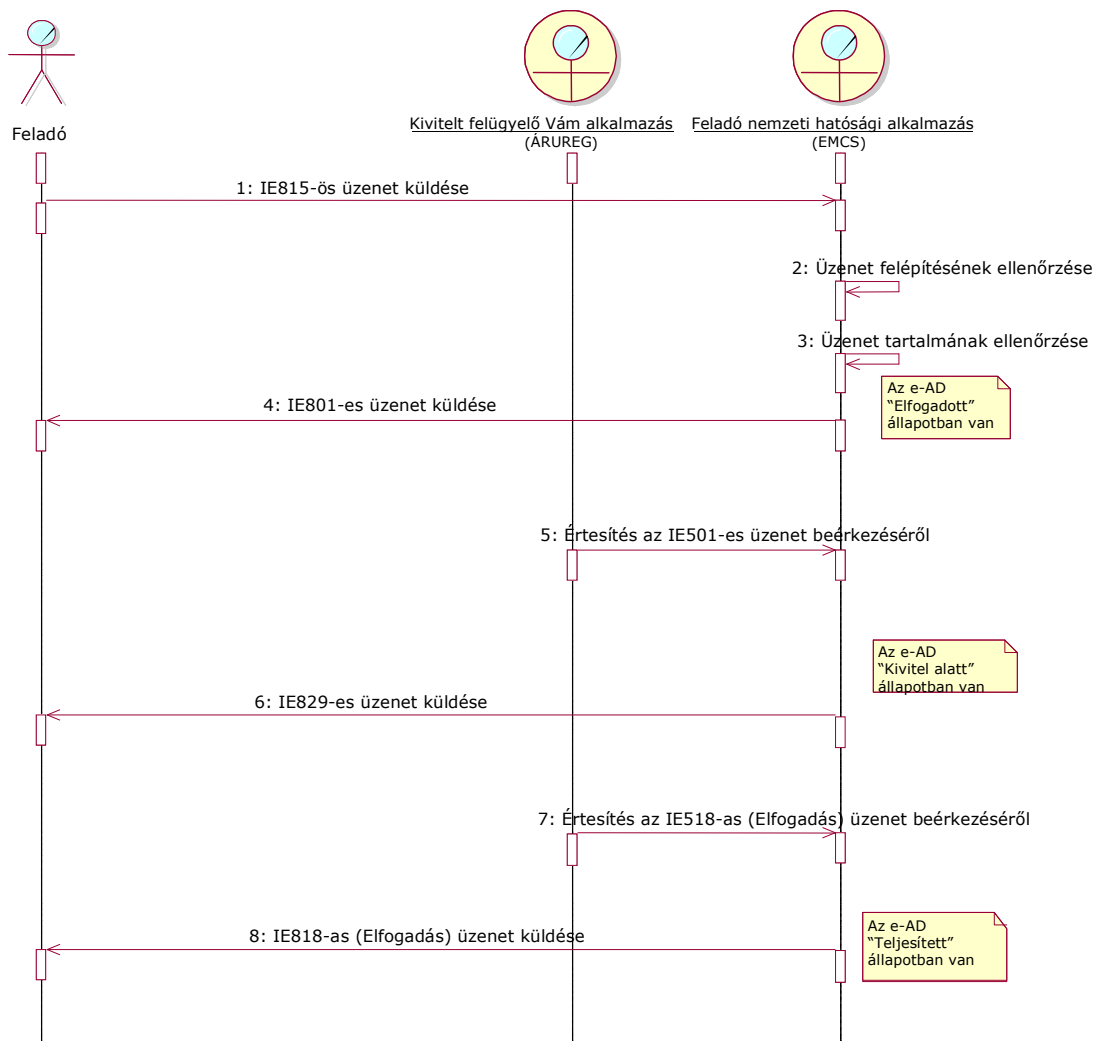 Feladó
Kivitelt felügyelő Vám alkalmazás
(ÁRUREG)
Feladó nemzeti hatósági alkalmazás
(EMCS)
1: IE815-ös üzenet küldése
2: Üzenet felépítésének ellenőrzése
3: Üzenet tartalmának ellenőrzése
Az e-AD
“Elfogadott”
állapotban van
4: IE801-es üzenet küldése
5: Értesítés az IE501-es üzenet beérkezéséről
Az e-AD
“Kivitel alatt”
állapotban van
6: IE829-es üzenet küldése
7: Értesítés az IE518-as (Elfogadás) üzenet beérkezéséről
Az e-AD
“Teljesített”
állapotban van
8: IE818-as (Elfogadás) üzenet küldése